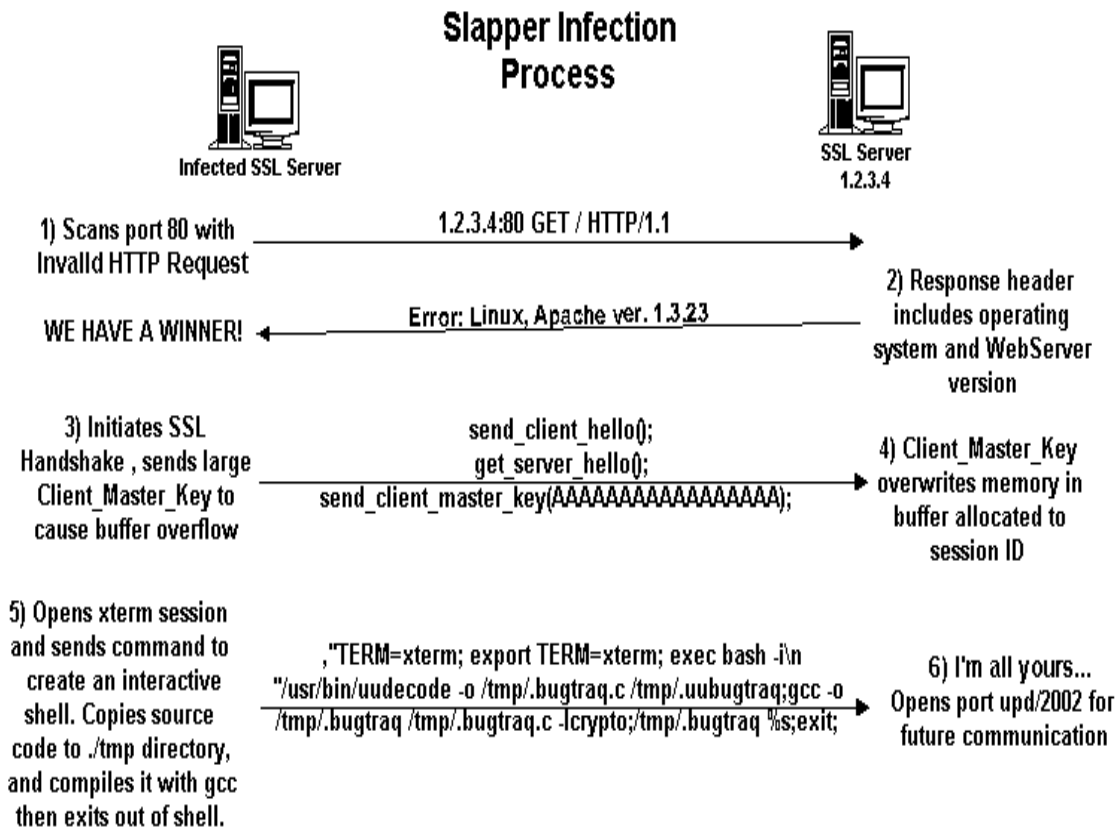 Slapper Infection
Process
Infected SSL Server
SSL Server
1.2.3.4
1) Scans port 80 with
Invalid HTTP Request
1.2.3.4:80 GET / HTTP/1.1
2) Response header
includes operating
system and WebServer
version
Error: Linux, Apache ver. 1.3.23
WE HAVE A WINNER!
3) Initiates SSL
Handshake , sends large
Client_Master_Key to
cause buffer overflow
send_client_hello();
get_server_hello();
send_client_master_key(AAAAAAAAAAAAAAAAA);
4) Client_Master_Key
overwrites memory in
buffer allocated to
session ID
5) Opens xterm session
and sends command to
create an interactive
shell. Copies source
code to ./tmp directory,
and compiles it with gcc
then exits out of shell.
,"TERM=xterm; export TERM=xterm; exec bash -i\n
"/usr/bin/uudecode -o /tmp/.bugtraq.c /tmp/.uubugtraq;gcc -o
/tmp/.bugtraq /tmp/.bugtraq.c -lcrypto;/tmp/.bugtraq %s;exit;
6) I'm all yours...
Opens port upd/2002 for
future communication